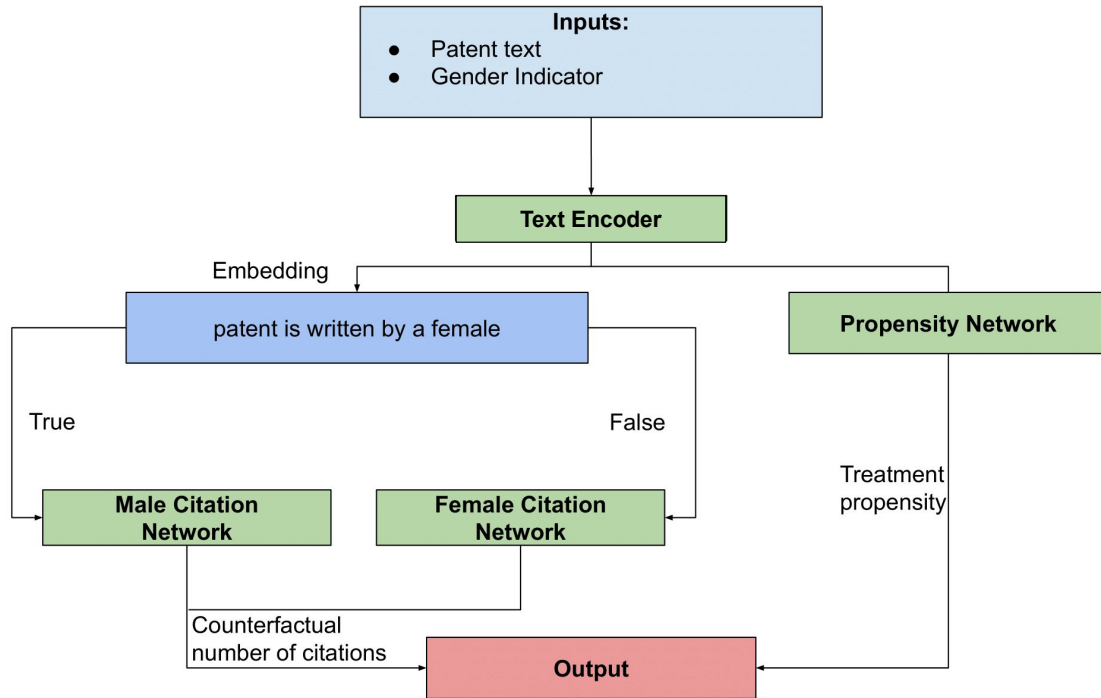 Inputs:
● Patent text
● Gender Indicator
Text Encoder
Embedding
patent is written by a female
Propensity Network
True
False
Treatment
propensity
Male Citation
Network
Female Citation
Network
Counterfactual
number of citations
Output